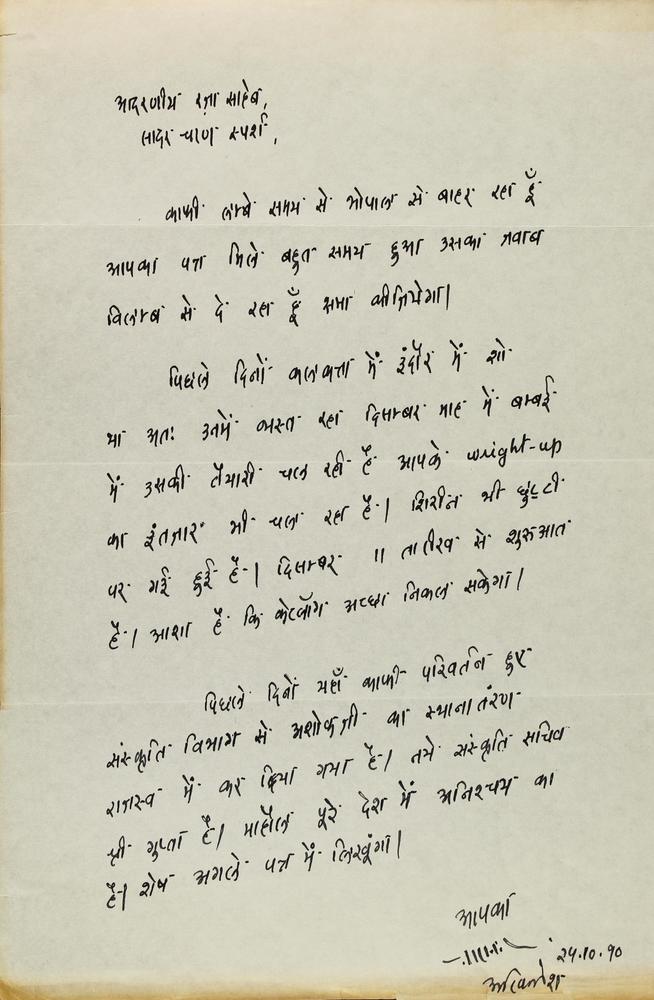 आदरणीय रज़ा साहेब,
सादर चरण स्पर्श,
काफी लम्बे समय से भोपाल से बाहर रहा हूँ
आपका पत्र मिले बहुत समय हुआ उसका जवाब
विलम्ब से दे रहा हूँ क्षमा कीजियेगा।
पिछले दिनों कलकत्ता में इंदौर में शो
था अतः उनमें व्यस्त रहा दिसम्बर माह में बम्बई
में उसकी तैयारी चल रही है आपके wright-up
का इंतज़ार भी चल रहा है। शिरीन भी छुट्टी
पर गई हुई है। दिसम्बर 11 तारीख से शुरुआत
है। आशा है कि केटलॉग अच्छा निकल सकेगा।
पिछले दिनों यहाँ काफी परिवर्तन हुए
संस्कृति विभाग से अशोकजी का स्थानातंरण
राजस्व में कर दिया गया है। नये संस्कृति सचिव
श्री गुप्ता है। माहौल पूरे देश में अनिश्चय का
है। शेष अगले पत्र में लिखूंगा।
आपका
24.10.90
अखिलेश